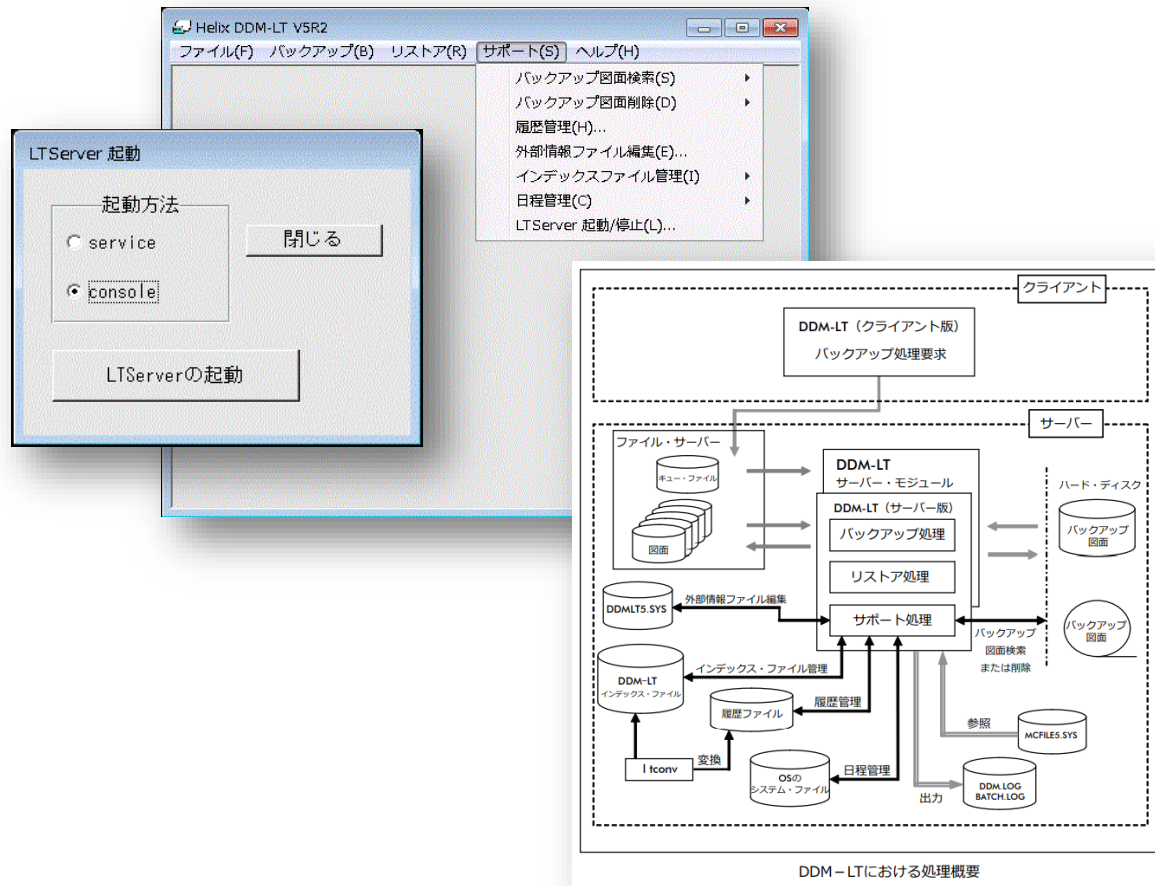 Helix DDM-LT V5R2
ファイル(F) バックアップ(B) リストア(R) サポート(S) ヘルプ(H)
バックアップ図面検索(S)
バックアップ図面削除(D)
履歴管理(H)...
外部情報ファイル編集(E)...
インデックスファイル管理(I)
日程管理(C)
LTServer 起動/停止(L)...
LTServer 起動
起動方法
service
console
閉じる
LTServerの起動
クライアント
DDM-LT（クライアント版）
バックアップ処理要求
サーバー
ファイル・サーバー
キュー・ファイル
図面
DDM-LT
サーバー・モジュール
DDM-LT（サーバー版）
バックアップ処理
リストア処理
サポート処理
ハード・ディスク
バックアップ
図面
バックアップ
図面
バックアップ
図面検索
または削除
DDMLT5.SYS
外部情報ファイル編集
DDM-LT
インデックス・ファイル
インデックス・ファイル管理
履歴ファイル
履歴管理
ltconv
変換
OSの
システム・ファイル
日程管理
参照
MCFILE5.SYS
出力
DDM.LOG
BATCH.LOG
DDM－LTにおける処理概要